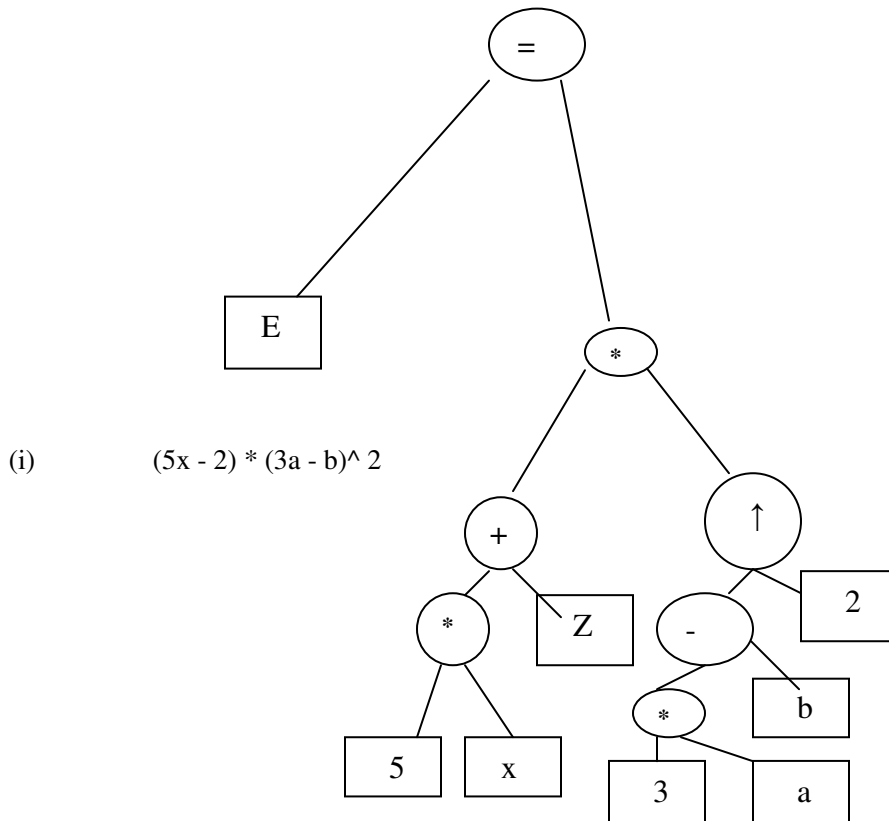 =
E
*
(i) (5x - 2) * (3a - b)^ 2
+ ↑
* Z - 2
* b
5 x 3 a